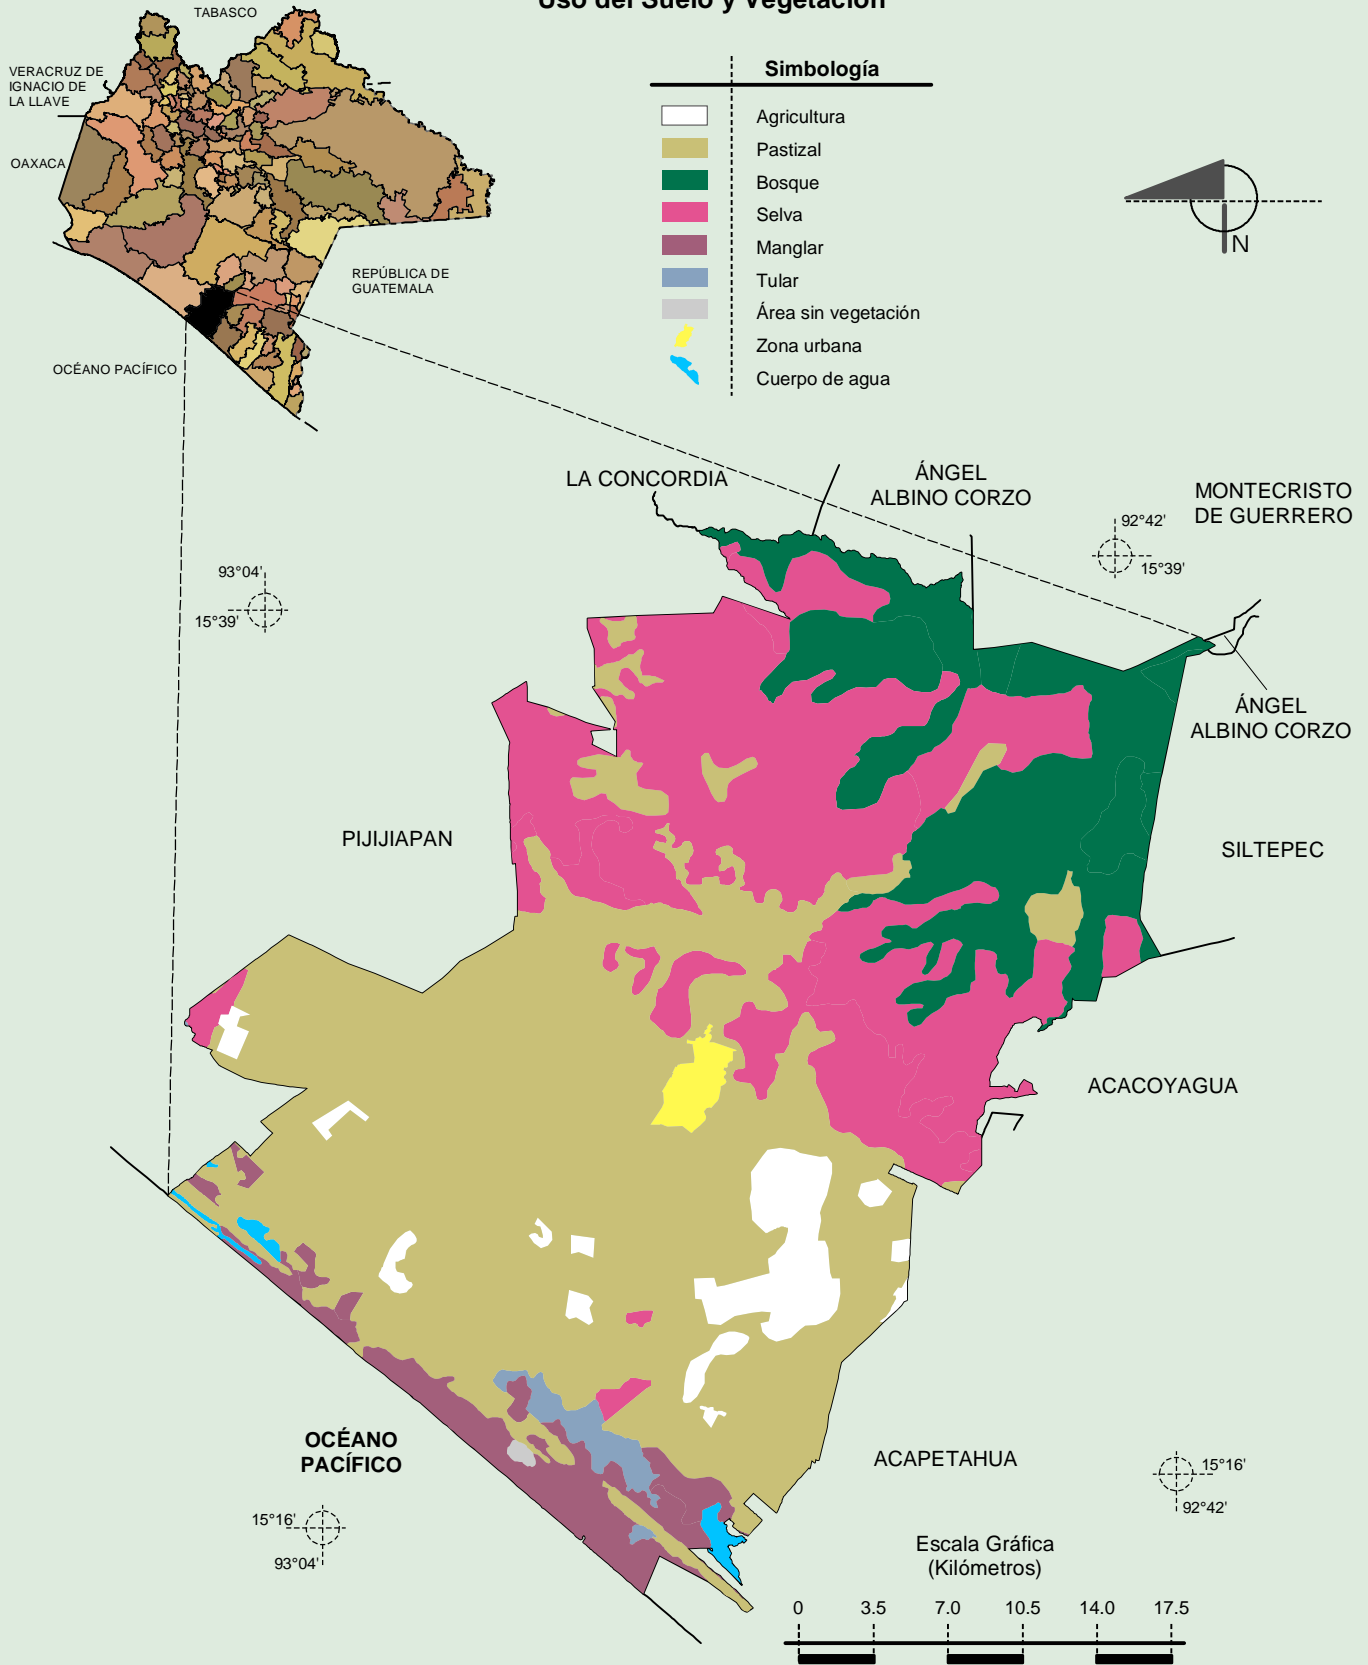 Uso del Suelo y Vegetación
TABASCO
VERACRUZ DE
IGNACIO DE
LA LLAVE
OAXACA
REPÚBLICA DE
GUATEMALA
OCÉANO PACÍFICO
Simbología
Agricultura
Pastizal
Bosque
Selva
Manglar
Tular
Área sin vegetación
Zona urbana
Cuerpo de agua
N
LA CONCORDIA
ÁNGEL
ALBINO CORZO
MONTECRISTO
DE GUERRERO
92°42'
15°39'
93°04'
15°39'
ÁNGEL
ALBINO CORZO
PIJIJIAPAN
SILTEPEC
ACACOYAGUA
OCÉANO
PACÍFICO
ACAPETAHUA
15°16'
92°42'
15°16'
93°04'
Escala Gráfica
(Kilómetros)
0 3.5 7.0 10.5 14.0 17.5